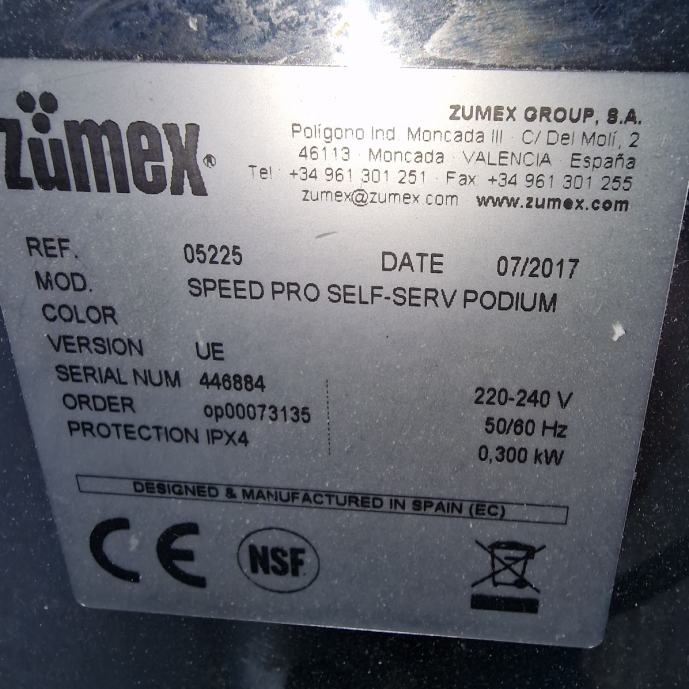 zümex®
ZUMEX GROUP, S.A.
Polígono Ind. Moncada III · C/ Del Molí, 2
46113 · Moncada · VALENCIA · España
Tel.: +34 961 301 251 · Fax: +34 961 301 255
zumex@zumex.com www.zumex.com
REF. 05225 DATE 07/2017
MOD. SPEED PRO SELF-SERV PODIUM
COLOR
VERSION UE
SERIAL NUM 446884 220-240 V
ORDER op00073135 50/60 Hz
PROTECTION IPX4 0,300 kW
DESIGNED & MANUFACTURED IN SPAIN (EC)
CE NSF